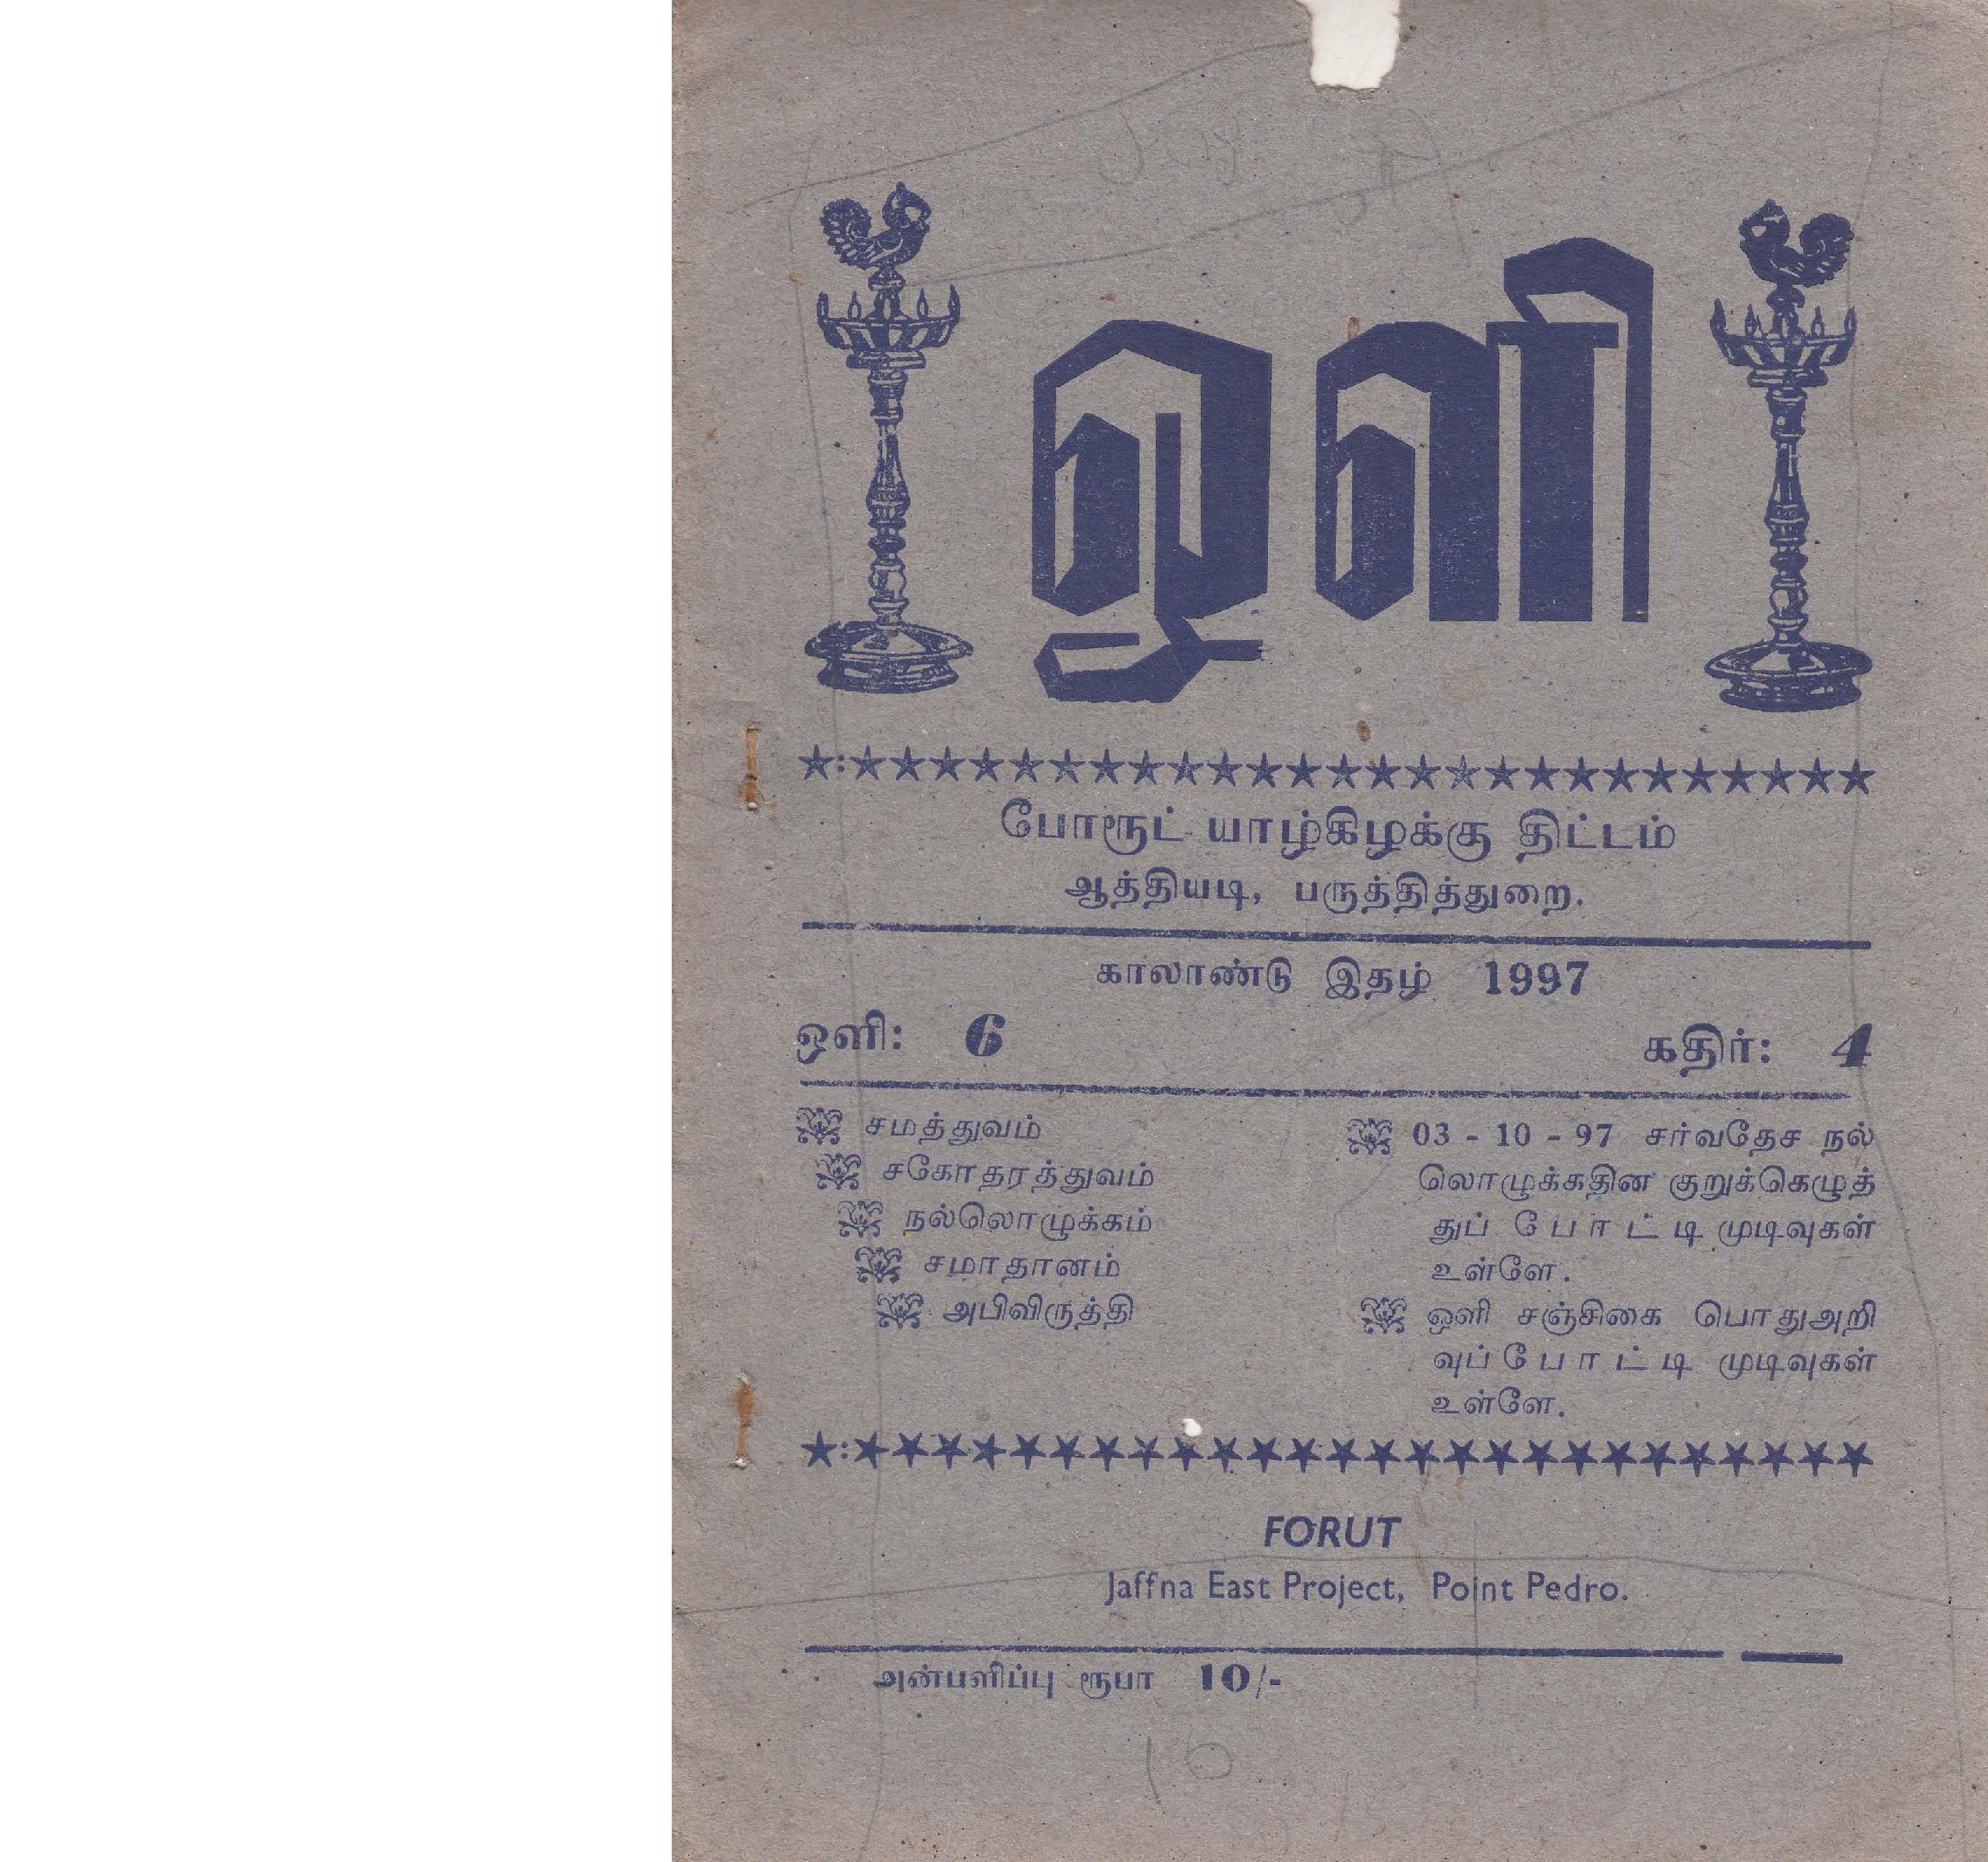 ஒளி
போரூட் யாழ்கிழக்கு திட்டம்
ஆத்தியடி, பருத்தித்துறை.
காலாண்டு இதழ் 1997
ஒளி: 6
கதிர்: 4
சமத்துவம்
சகோதரத்துவம்
நல்லொழுக்கம்
சமாதானம்
அபிவிருத்தி
03 - 10 - 97 சர்வதேச நல்
லொழுக்கதின குறுக்கெழுத்
துப் போட்டி முடிவுகள்
உள்ளே.
ஒளி சஞ்சிகை பொதுஅறி
வுப்போட்டி முடிவுகள்
உள்ளே.
FORUT
Jaffna East Project, Point Pedro.
அன்பளிப்பு ரூபா 10/-